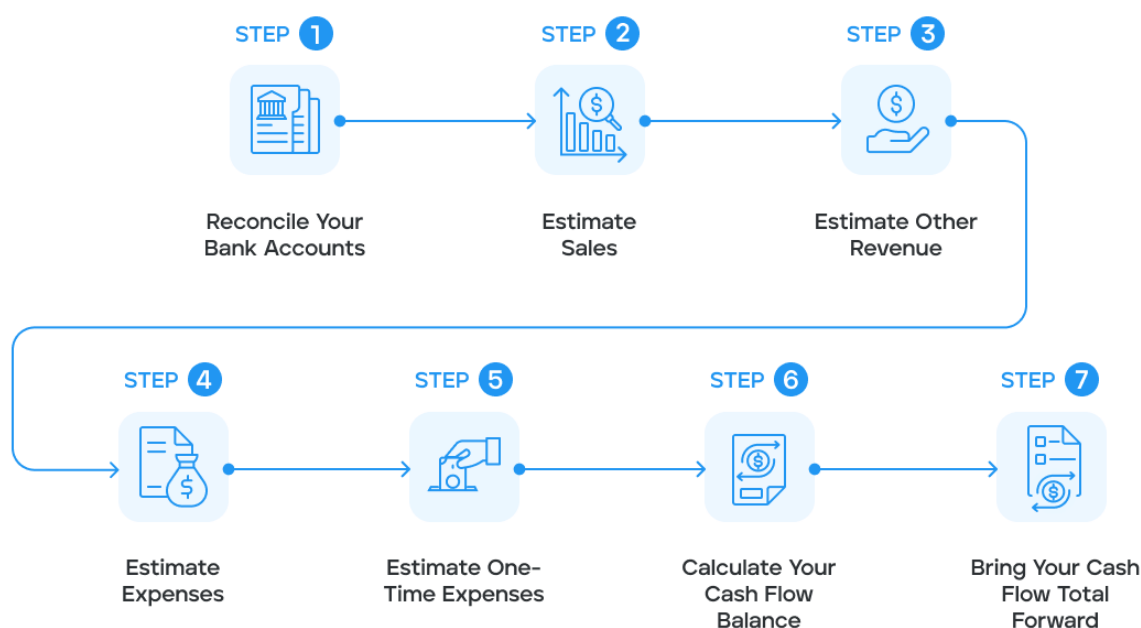 STEP 1
STEP 2
STEP 3
Reconcile Your
Bank Accounts
Estimate
Sales
Estimate Other
Revenue
STEP 4
STEP 5
STEP 6
STEP 7
Estimate
Expenses
Estimate One-
Time Expenses
Calculate Your
Cash Flow
Balance
Bring Your Cash
Flow Total
Forward